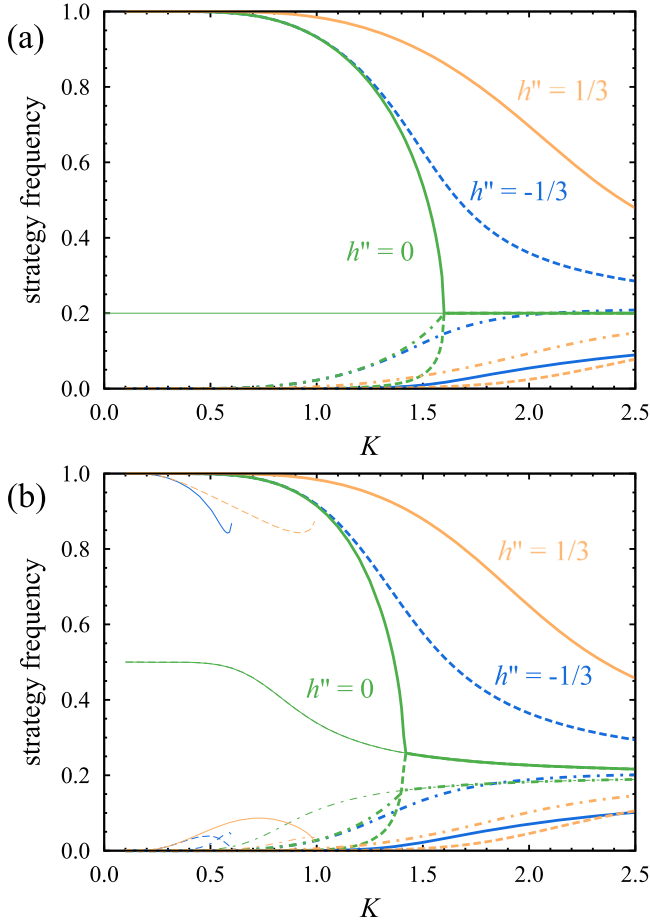 (a)
1.0
0.8
0.6
0.4
0.2
0.0
strategy frequency
h'' = 1/3
h'' = -1/3
h'' = 0
0.0 0.5 1.0 1.5 2.0 2.5
K
(b)
1.0
0.8
0.6
0.4
0.2
0.0
strategy frequency
h'' = 1/3
h'' = -1/3
h'' = 0
0.0 0.5 1.0 1.5 2.0 2.5
K